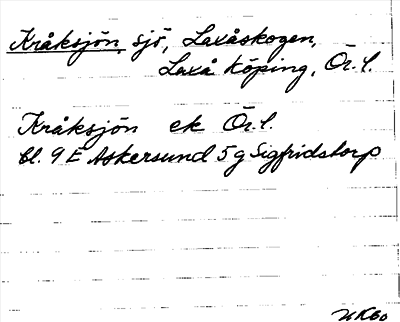 Kråksjön, sjö, Laxåskogen,
Laxå köping, Ör. l.
Kråksjön ek Ör. l.
bl. 9 E Askersund 5 g Sigfridstorp